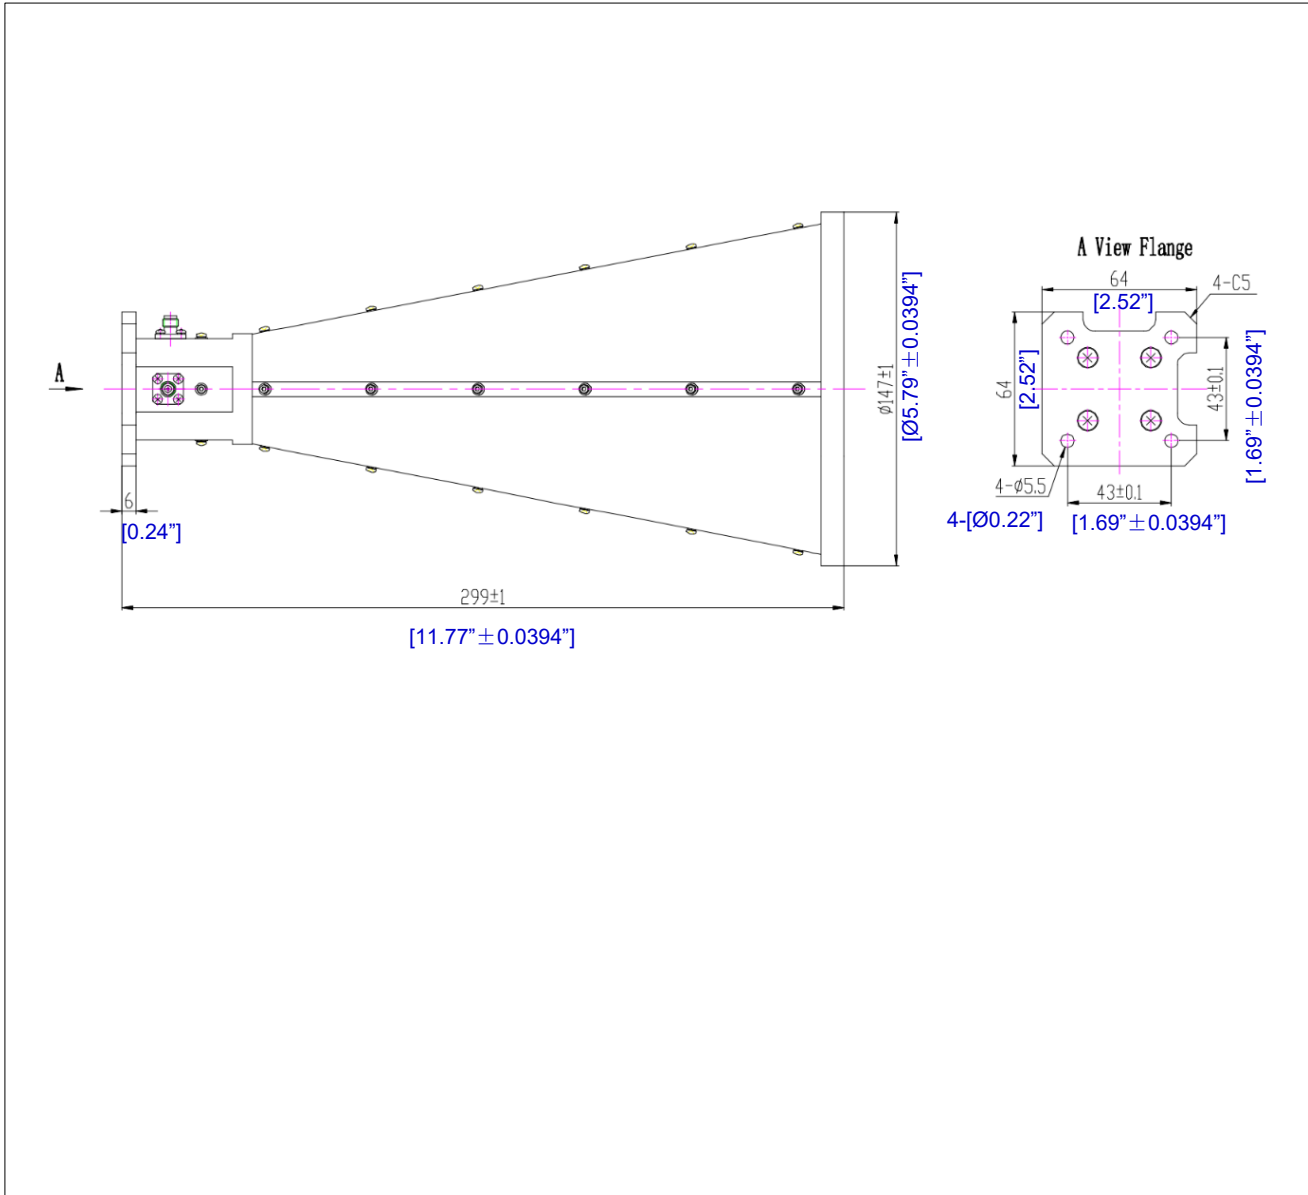 A View Flange
64
[2.52”]
4-C5
A
64
[2.52”]
43±0.1
[1.69”±0.0394”]
ø147±1
[Ø5.79”±0.0394”]
6
[0.24”]
4-ø5.5
4-[Ø0.22”]
43±0.1
[1.69”±0.0394”]
299±1
[11.77”±0.0394”]